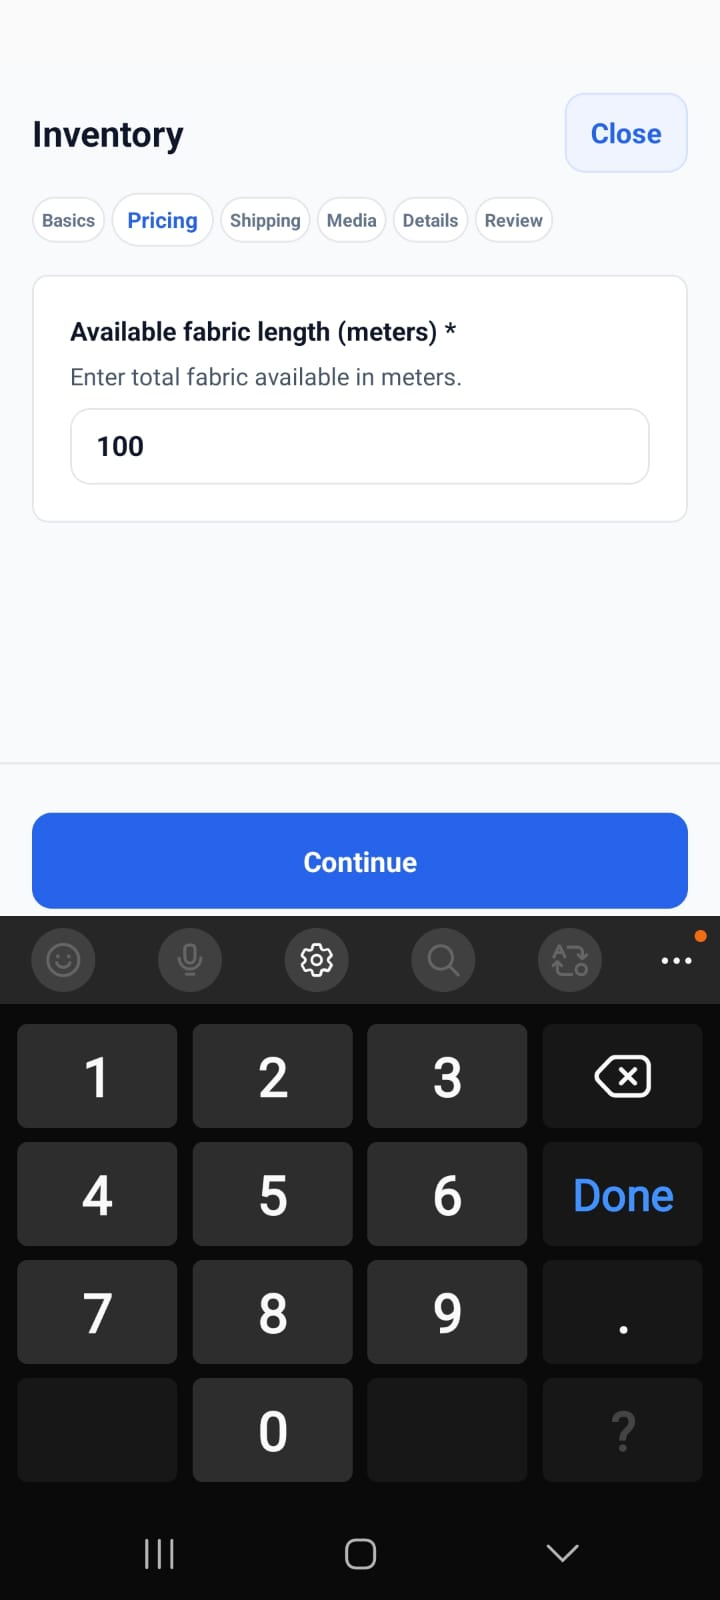 Inventory
Close
Basics
Pricing
Shipping
Media
Details
Review
Available fabric length (meters) *
Enter total fabric available in meters.
100
Continue
1 2 3
4 5 6 Done
7 8 9 .
0 ?